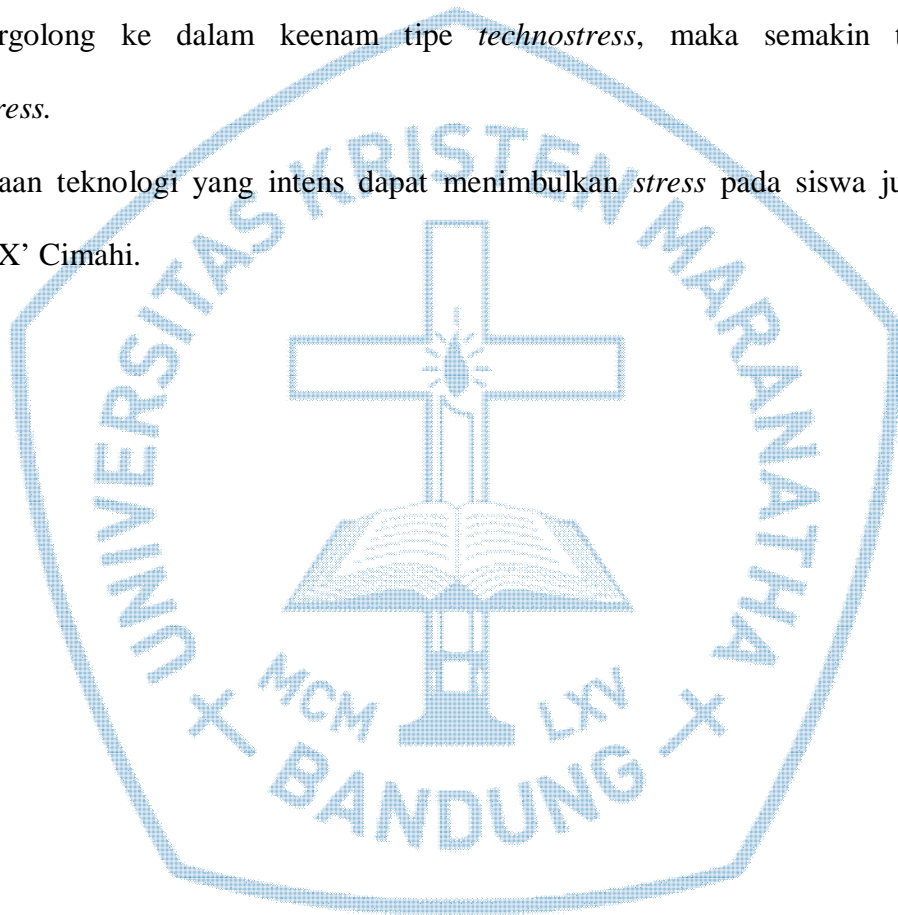 rgolong ke dalam keenam tipe technostress, maka semakin t
ress.
aan teknologi yang intens dapat menimbulkan stress pada siswa ju
X’ Cimahi.
UNIVERSITAS KRISTEN MARANATHA
MCM LXV
BANDUNG